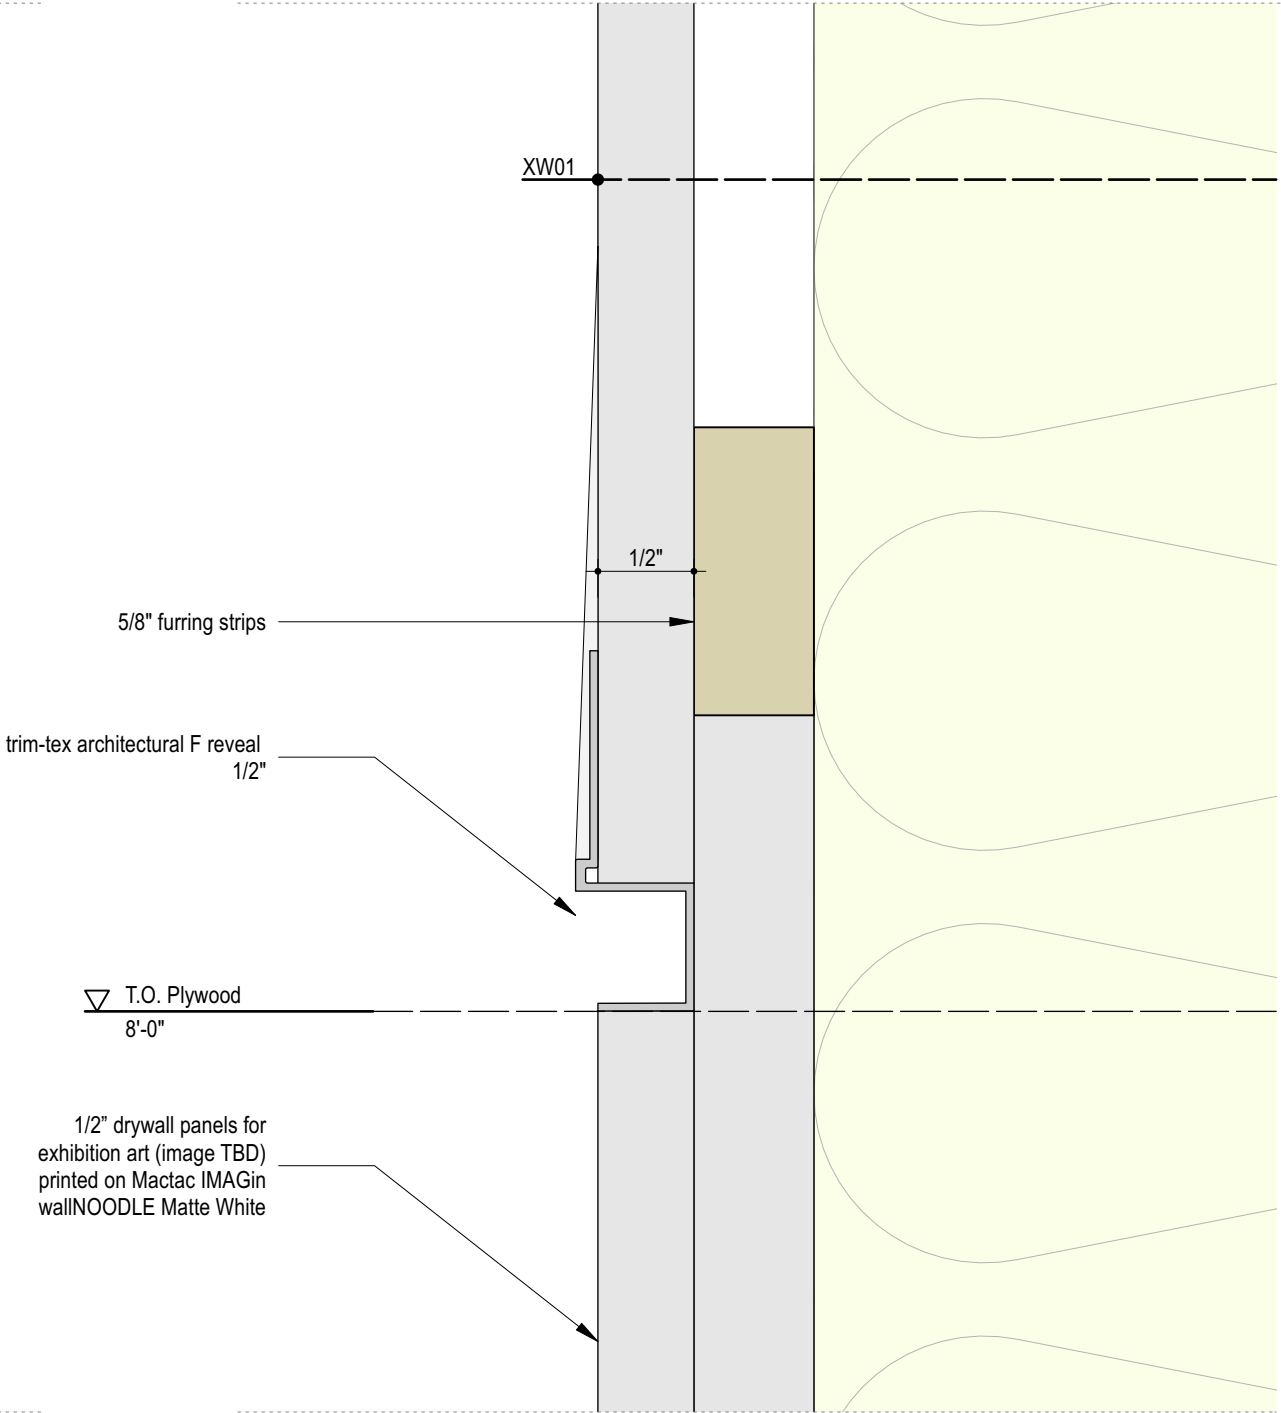 XW01
1/2"
5/8" furring strips
trim-tex architectural F reveal
1/2"
T.O. Plywood
8'-0"
1/2” drywall panels for
exhibition art (image TBD)
printed on Mactac IMAGin
wallNOODLE Matte White